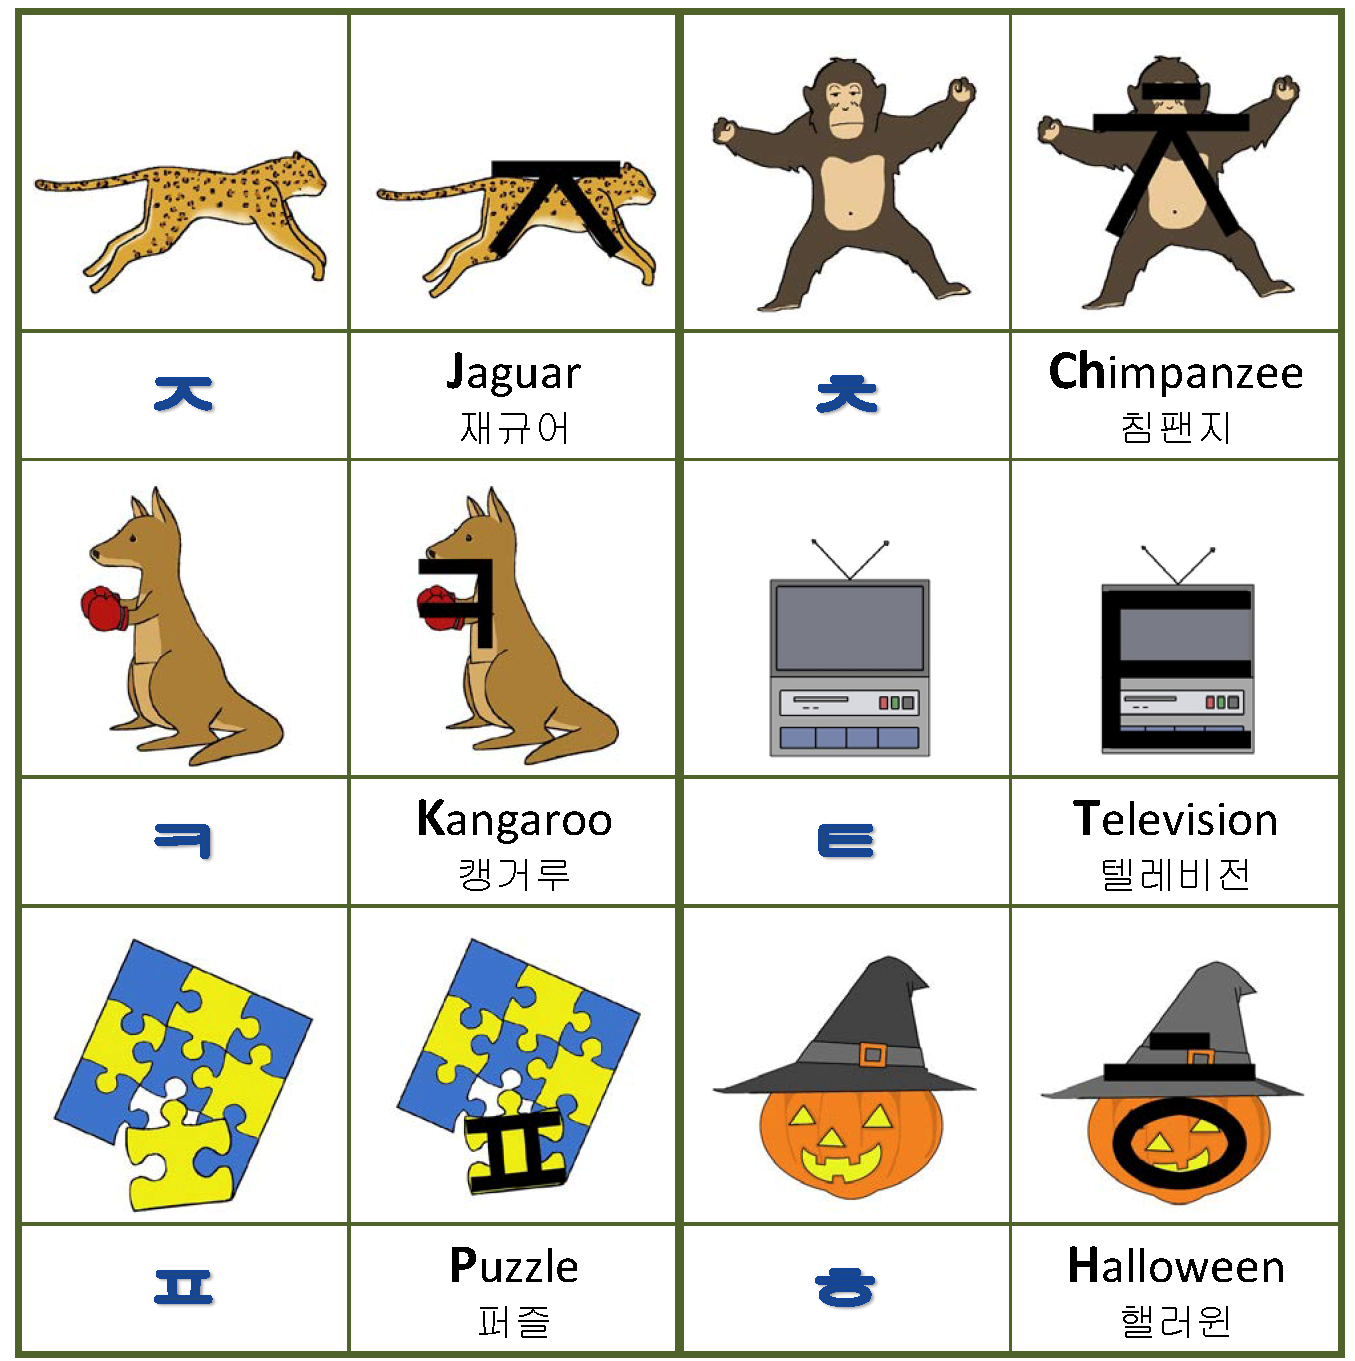 ㅈ
Jaguar
재규어
ㅊ
Chimpanzee
침팬지
ㅋ
Kangaroo
캥거루
ㅌ
Television
텔레비전
ㅍ
Puzzle
퍼즐
ㅎ
Halloween
핼러윈